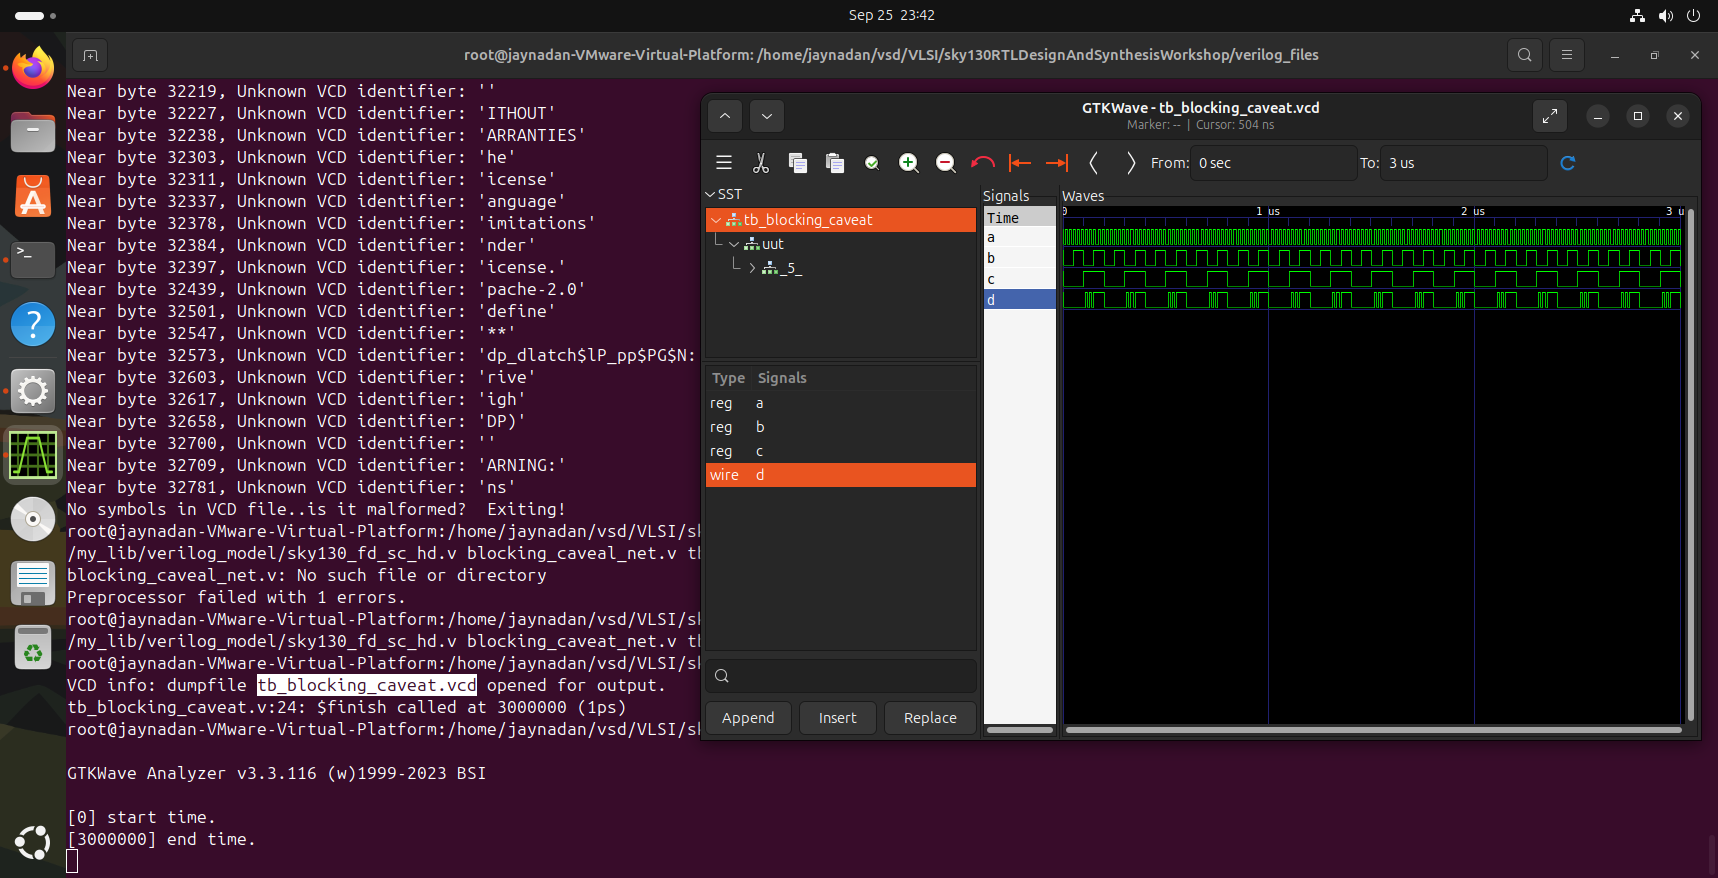 Sep 25 23:42
root@jaynadan-VMware-Virtual-Platform: /home/jaynadan/vsd/VLSI/sky130RTLDesignAndSynthesisWorkshop/verilog_files
Near byte 32219, Unknown VCD identifier: ''
Near byte 32227, Unknown VCD identifier: 'ITHOUT'
Near byte 32238, Unknown VCD identifier: 'ARRANTIES'
Near byte 32303, Unknown VCD identifier: 'he'
Near byte 32311, Unknown VCD identifier: 'icense'
Near byte 32337, Unknown VCD identifier: 'anguage'
Near byte 32378, Unknown VCD identifier: 'imitations'
Near byte 32384, Unknown VCD identifier: 'nder'
Near byte 32397, Unknown VCD identifier: 'icense.'
Near byte 32439, Unknown VCD identifier: 'pache-2.0'
Near byte 32501, Unknown VCD identifier: 'define'
Near byte 32547, Unknown VCD identifier: '**'
Near byte 32573, Unknown VCD identifier: 'dp_dlatch$lP_pp$PG$N:
Near byte 32603, Unknown VCD identifier: 'rive'
Near byte 32617, Unknown VCD identifier: 'igh'
Near byte 32658, Unknown VCD identifier: 'DP)'
Near byte 32700, Unknown VCD identifier: ''
Near byte 32709, Unknown VCD identifier: 'ARNING:'
Near byte 32781, Unknown VCD identifier: 'ns'
No symbols in VCD file..is it malformed?  Exiting!
root@jaynadan-VMware-Virtual-Platform:/home/jaynadan/vsd/VLSI/sk
/my_lib/verilog_model/sky130_fd_sc_hd.v blocking_caveal_net.v tb
blocking_caveal_net.v: No such file or directory
Preprocessor failed with 1 errors.
root@jaynadan-VMware-Virtual-Platform:/home/jaynadan/vsd/VLSI/sk
/my_lib/verilog_model/sky130_fd_sc_hd.v blocking_caveat_net.v tb
root@jaynadan-VMware-Virtual-Platform:/home/jaynadan/vsd/VLSI/sk
VCD info: dumpfile tb_blocking_caveat.vcd opened for output.
tb_blocking_caveat.v:24: $finish called at 3000000 (1ps)
root@jaynadan-VMware-Virtual-Platform:/home/jaynadan/vsd/VLSI/sk
GTKWave Analyzer v3.3.116 (w)1999-2023 BSI
[0] start time.
[3000000] end time.
GTKWave - tb_blocking_caveat.vcd
Marker: -- | Cursor: 504 ns
From: 0 sec To: 3 us
SST
tb_blocking_caveat
uut
_5_
Type Signals
reg a
reg b
reg c
wire d
Append Insert Replace
Signals
Time
a
b
c
d
Waves
0 1 us 2 us 3 u